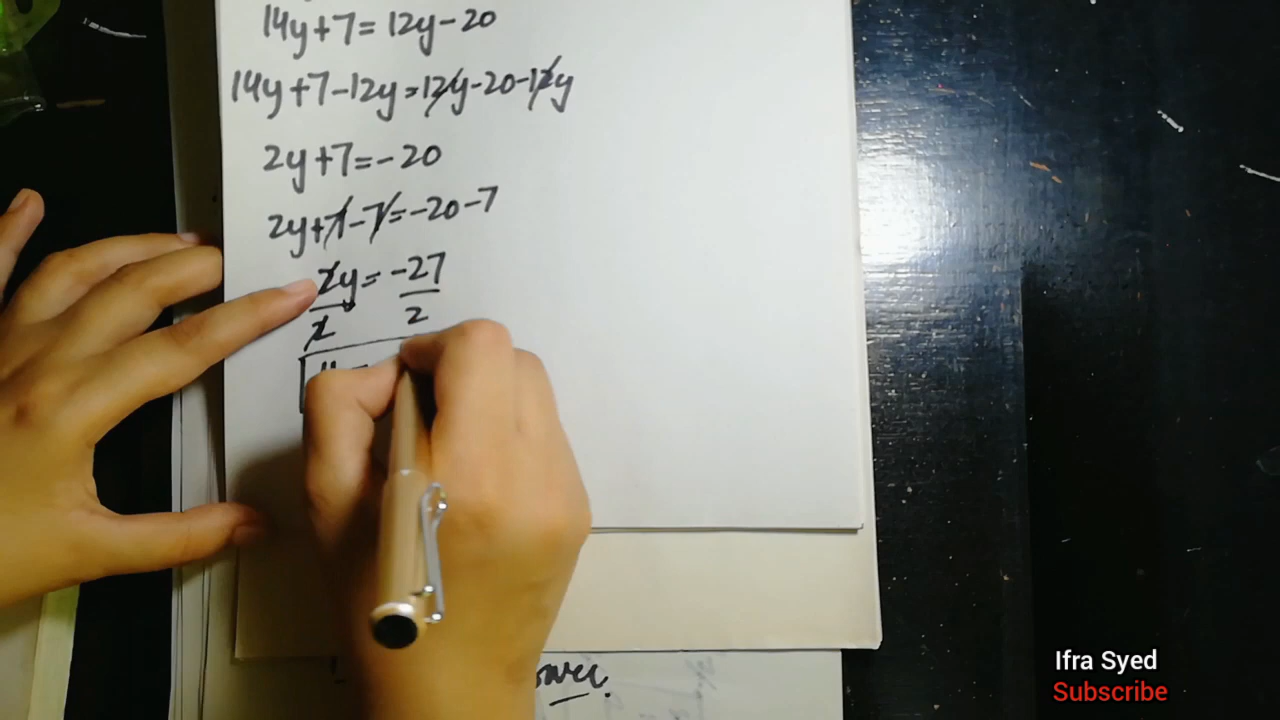 14y+7=12y-20
14y+7-12y=12y-20-12y
2y+7=-20
2y+7-7=-20-7
2y = -27
2 2
y =
Ifra Syed
Subscribe